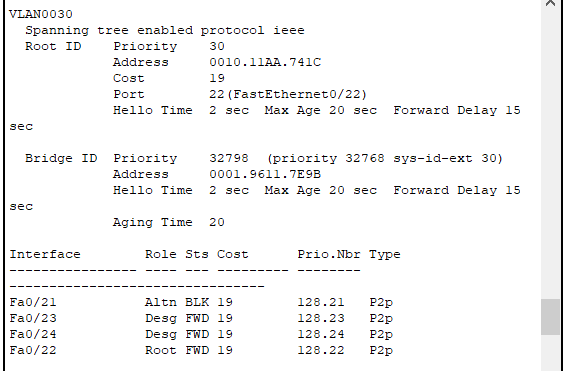 VLAN0030
  Spanning tree enabled protocol ieee
  Root ID    Priority    30
             Address     0010.11AA.741C
             Cost        19
             Port        22(FastEthernet0/22)
             Hello Time  2 sec  Max Age 20 sec  Forward Delay 15
sec

  Bridge ID  Priority    32798  (priority 32768 sys-id-ext 30)
             Address     0001.9611.7E9B
             Hello Time  2 sec  Max Age 20 sec  Forward Delay 15
sec
             Aging Time  20

Interface        Role Sts Cost      Prio.Nbr Type
---------------- ---- --- --------- --------
--------------------------------
Fa0/21           Altn BLK 19        128.21   P2p
Fa0/23           Desg FWD 19        128.23   P2p
Fa0/24           Desg FWD 19        128.24   P2p
Fa0/22           Root FWD 19        128.22   P2p